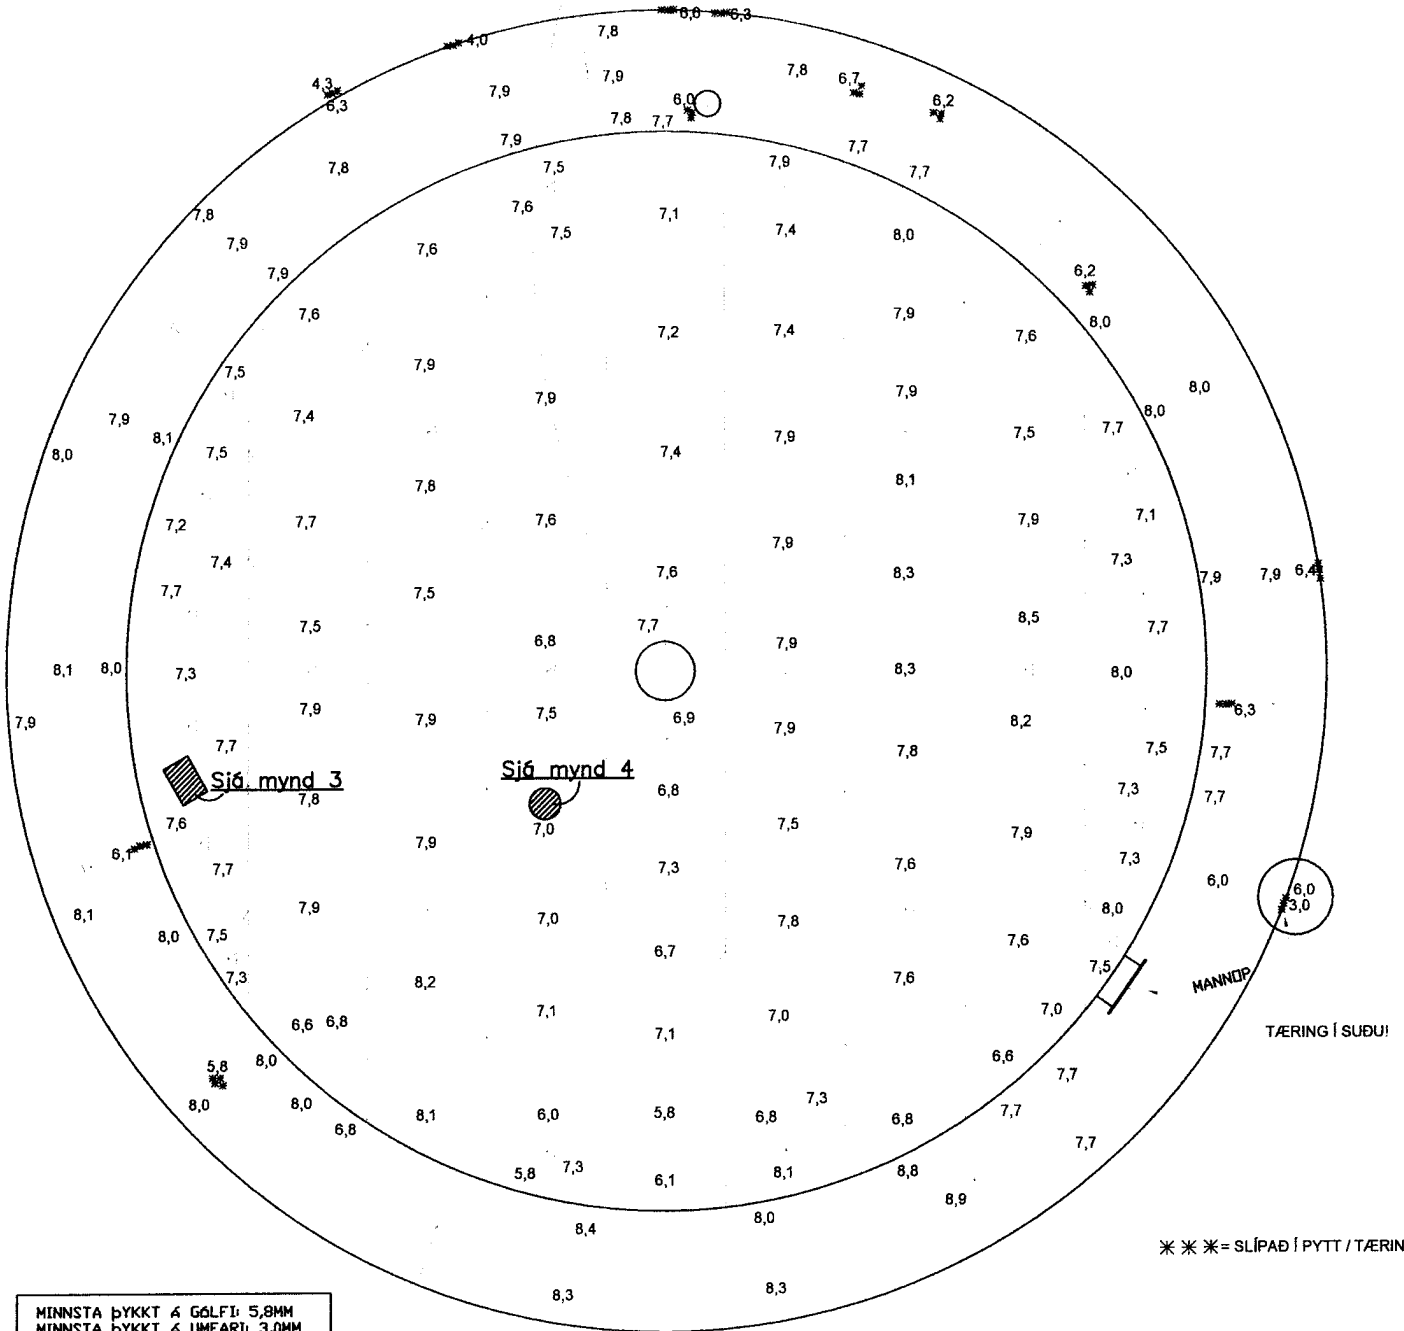 6,6 6,3
4,0 7,8
7,8 6,7
4,3 7,9
6,3 7,9 6,0 6,2
7,8 7,7
7,9 7,7
7,8 7,5 7,9 7,7
7,8 7,6 7,1
7,9 7,6 7,5 7,4 8,0
7,9 6,2
7,6 7,9 8,0
7,2 7,4 7,6
7,5 7,9
7,9 7,9 8,0
7,9 7,4 8,0
8,1 7,9 7,5 7,7
8,0 7,5 7,4
7,8 8,1
7,2 7,7 7,6 7,9 7,1
7,4 7,9 7,3
7,7 7,5 7,6 8,3 7,9 7,9 6,4
7,5 7,7 8,5 7,7
6,8 7,9
8,1 8,0 7,3 8,3 8,0
7,9 7,9 7,9 7,5 6,9 7,9 8,2 6,3
7,7 7,8 7,5 7,7
Sjá mynd 3 Sjá mynd 4
7,8 6,8 7,3 7,7
7,6 7,0 7,5 7,9
6,1 7,9
7,7 7,3 7,6 7,3
6,0 6,0
8,1 7,9 7,0 7,8 8,0 3,0
8,0 7,5 6,7 7,6
7,3 8,2 7,6 7,5 MANNOP
6,6 6,8 7,1 7,1 7,0 7,0
TÆRING Í SUÐU!
5,8 8,0 6,6 7,7
8,0 8,0 7,3 7,7
6,8 8,1 6,0 5,8 6,8 6,8
7,7
5,8 7,3 6,1 8,1 8,8
8,9
8,4 8,0
✳ ✳ ✳ = SLÍPAÐ Í PYTT / TÆRIN
8,3 8,3
MINNSTA ÞYKKT Á GÓLFI: 5,8MM
MINNSTA ÞYKKT Á UMFARI: 3,0MM